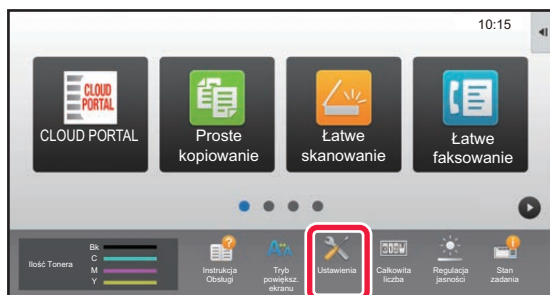 10:15
CLOUD
PORTAL
CLOUD PORTAL
Proste
kopiowanie
Łatwe
skanowanie
Łatwe
faksowanie
Ilość Tonera
Bk
C
M
Y
Instrukcja
Obsługi
Tryb
powiększ.
ekranu
Ustawienia
Całkowita
liczba
Regulacja
jasności
Stan
zadania